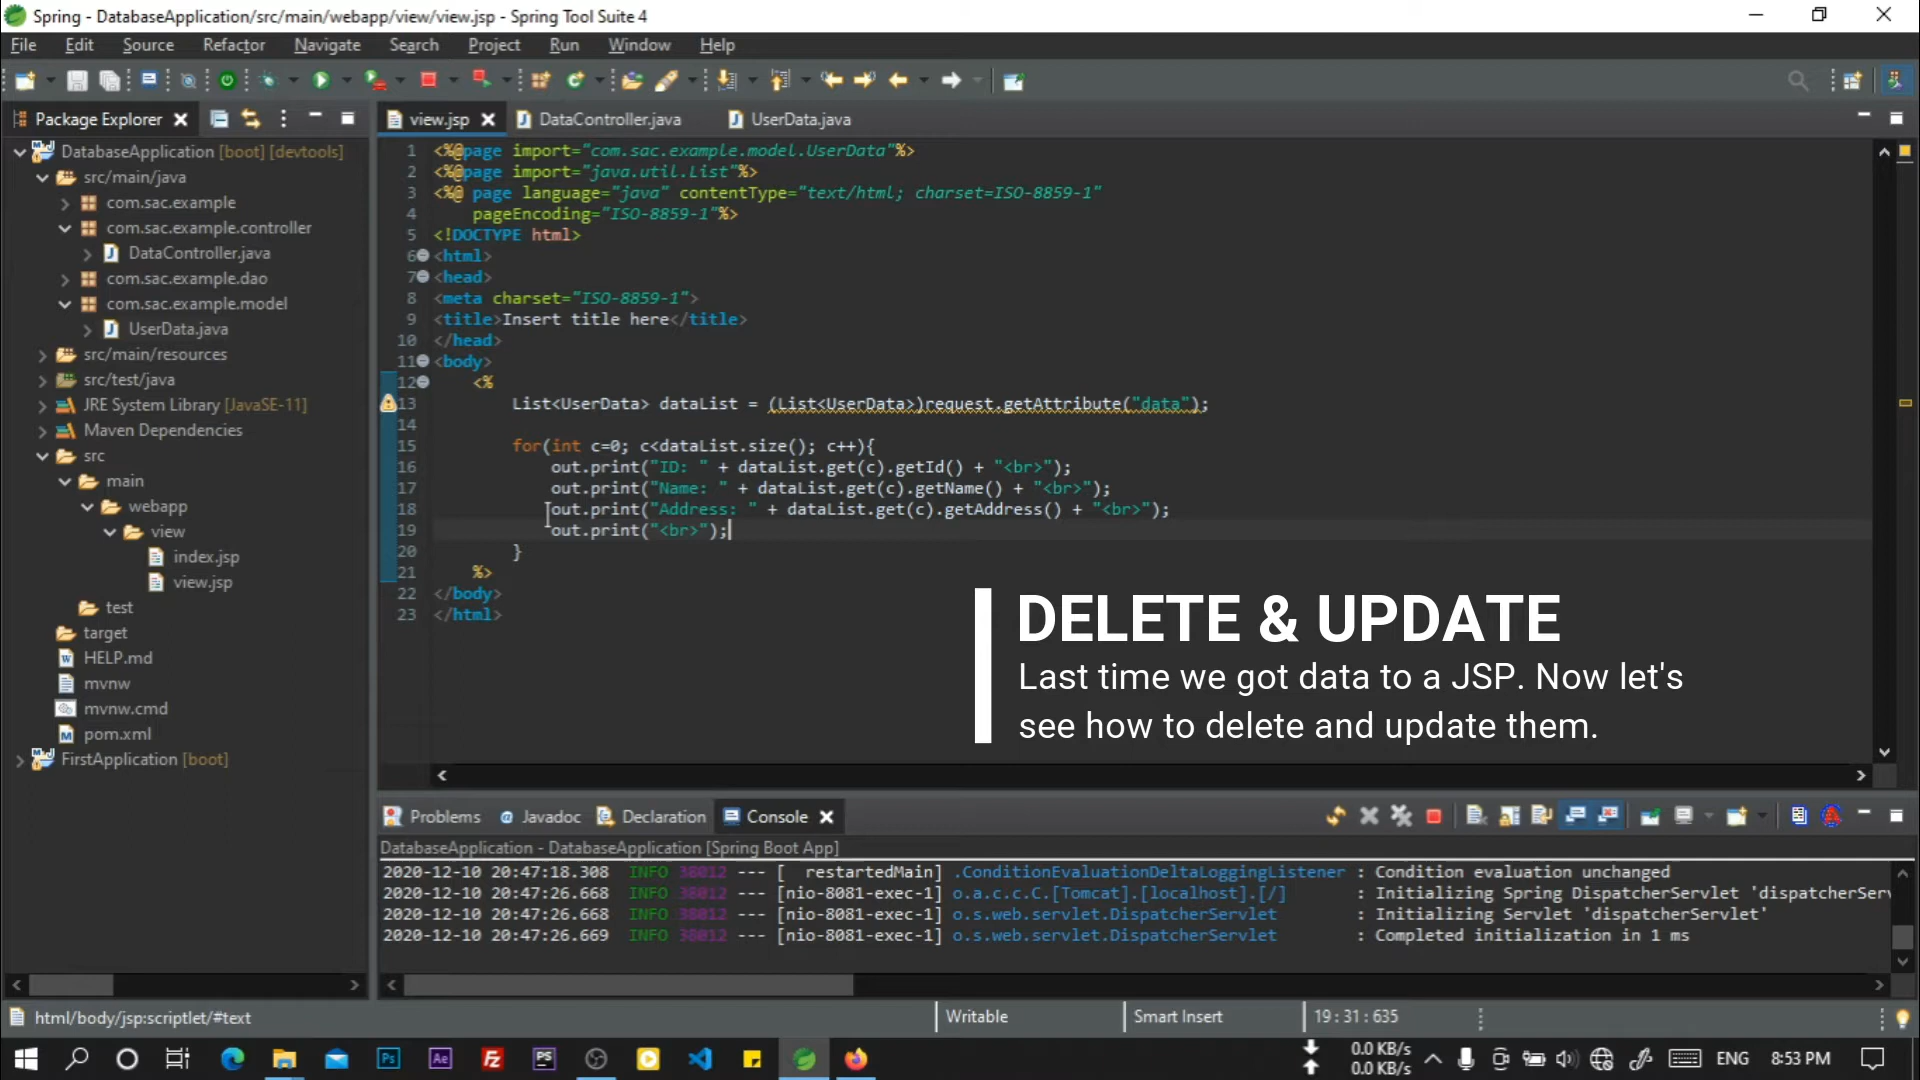 Spring - DatabaseApplication/src/main/webapp/view/view.jsp - Spring Tool Suite 4
File Edit Source Refactor Navigate Search Project Run Window Help
Package Explorer
view.jsp DataController.java UserData.java
DatabaseApplication [boot] [devtools]
src/main/java
com.sac.example
com.sac.example.controller
DataController.java
com.sac.example.dao
com.sac.example.model
UserData.java
src/main/resources
src/test/java
JRE System Library [JavaSE-11]
Maven Dependencies
src
main
webapp
view
index.jsp
view.jsp
test
target
HELP.md
mvnw
mvnw.cmd
pom.xml
FirstApplication [boot]
1 <%@page import="com.sac.example.model.UserData"%>
2 <%@page import="java.util.List"%>
3 <%@ page language="java" contentType="text/html; charset=ISO-8859-1"
4 pageEncoding="ISO-8859-1"%>
5 <!DOCTYPE html>
6 <html>
7 <head>
8 <meta charset="ISO-8859-1">
9 <title>Insert title here</title>
10 </head>
11 <body>
12 <%
13 List<UserData> dataList = (List<UserData>)request.getAttribute("data");
14
15 for(int c=0; c<dataList.size(); c++){
16 out.print("ID: " + dataList.get(c).getId() + "<br>");
17 out.print("Name: " + dataList.get(c).getName() + "<br>");
18 out.print("Address: " + dataList.get(c).getAddress() + "<br>");
19 out.print("<br>");
20 }
21 %>
22 </body>
23 </html>
DELETE & UPDATE
Last time we got data to a JSP. Now let's
see how to delete and update them.
Problems @ Javadoc Declaration Console
DatabaseApplication - DatabaseApplication [Spring Boot App]
2020-12-10 20:47:18.308 INFO 38012 --- [ restartedMain] .ConditionEvaluationDeltaLoggingListener : Condition evaluation unchanged
2020-12-10 20:47:26.668 INFO 38012 --- [nio-8081-exec-1] o.a.c.c.C.[Tomcat].[localhost].[/] : Initializing Spring DispatcherServlet 'dispatcherServ
2020-12-10 20:47:26.668 INFO 38012 --- [nio-8081-exec-1] o.s.web.servlet.DispatcherServlet : Initializing Servlet 'dispatcherServlet'
2020-12-10 20:47:26.669 INFO 38012 --- [nio-8081-exec-1] o.s.web.servlet.DispatcherServlet : Completed initialization in 1 ms
html/body/jsp:scriptlet/#text Writable Smart Insert 19 : 31 : 635
Ps Ae Fz PS
0.0 KB/s
0.0 KB/s
ENG 8:53 PM